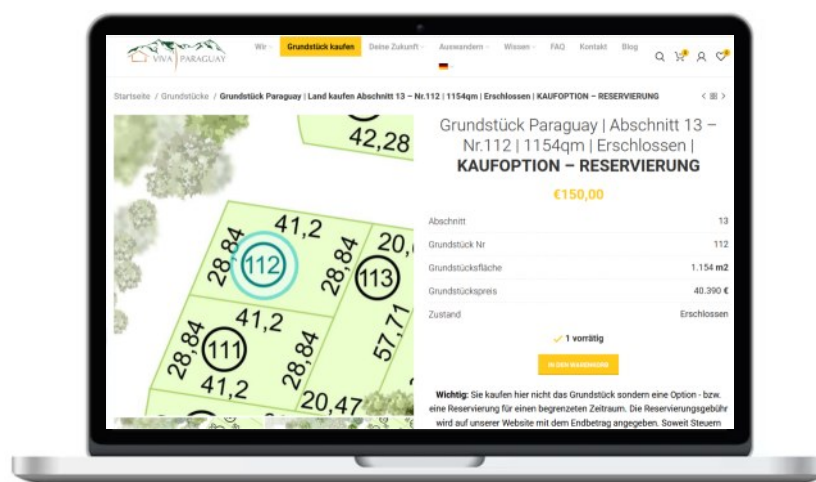 VIVA PARAGUAY
Wir Grundstück kaufen Deine Zukunft Auswandern Wissen FAQ Kontakt Blog
Startseite / Grundstücke / Grundstück Paraguay | Land kaufen Abschnitt 13 – Nr.112 | 1154qm | Erschlossen | KAUFOPTION – RESERVIERUNG
42,28
41,2
28,84
112
28,84
20,
113
41,2
28,84
111
28,84
57,71
41,2
20,47
Grundstück Paraguay | Abschnitt 13 –
Nr.112 | 1154qm | Erschlossen |
KAUFOPTION – RESERVIERUNG
€150,00
Abschnitt 13
Grundstück Nr 112
Grundstücksfläche 1.154 m2
Grundstückspreis 40.390 €
Zustand Erschlossen
1 vorrätig
IN DEN WARENKORB
Wichtig: Sie kaufen hier nicht das Grundstück sondern eine Option - bzw.
eine Reservierung für einen begrenzten Zeitraum. Die Reservierungsgebühr
wird auf unserer Website mit dem Endbetrag angegeben. Soweit Steuern